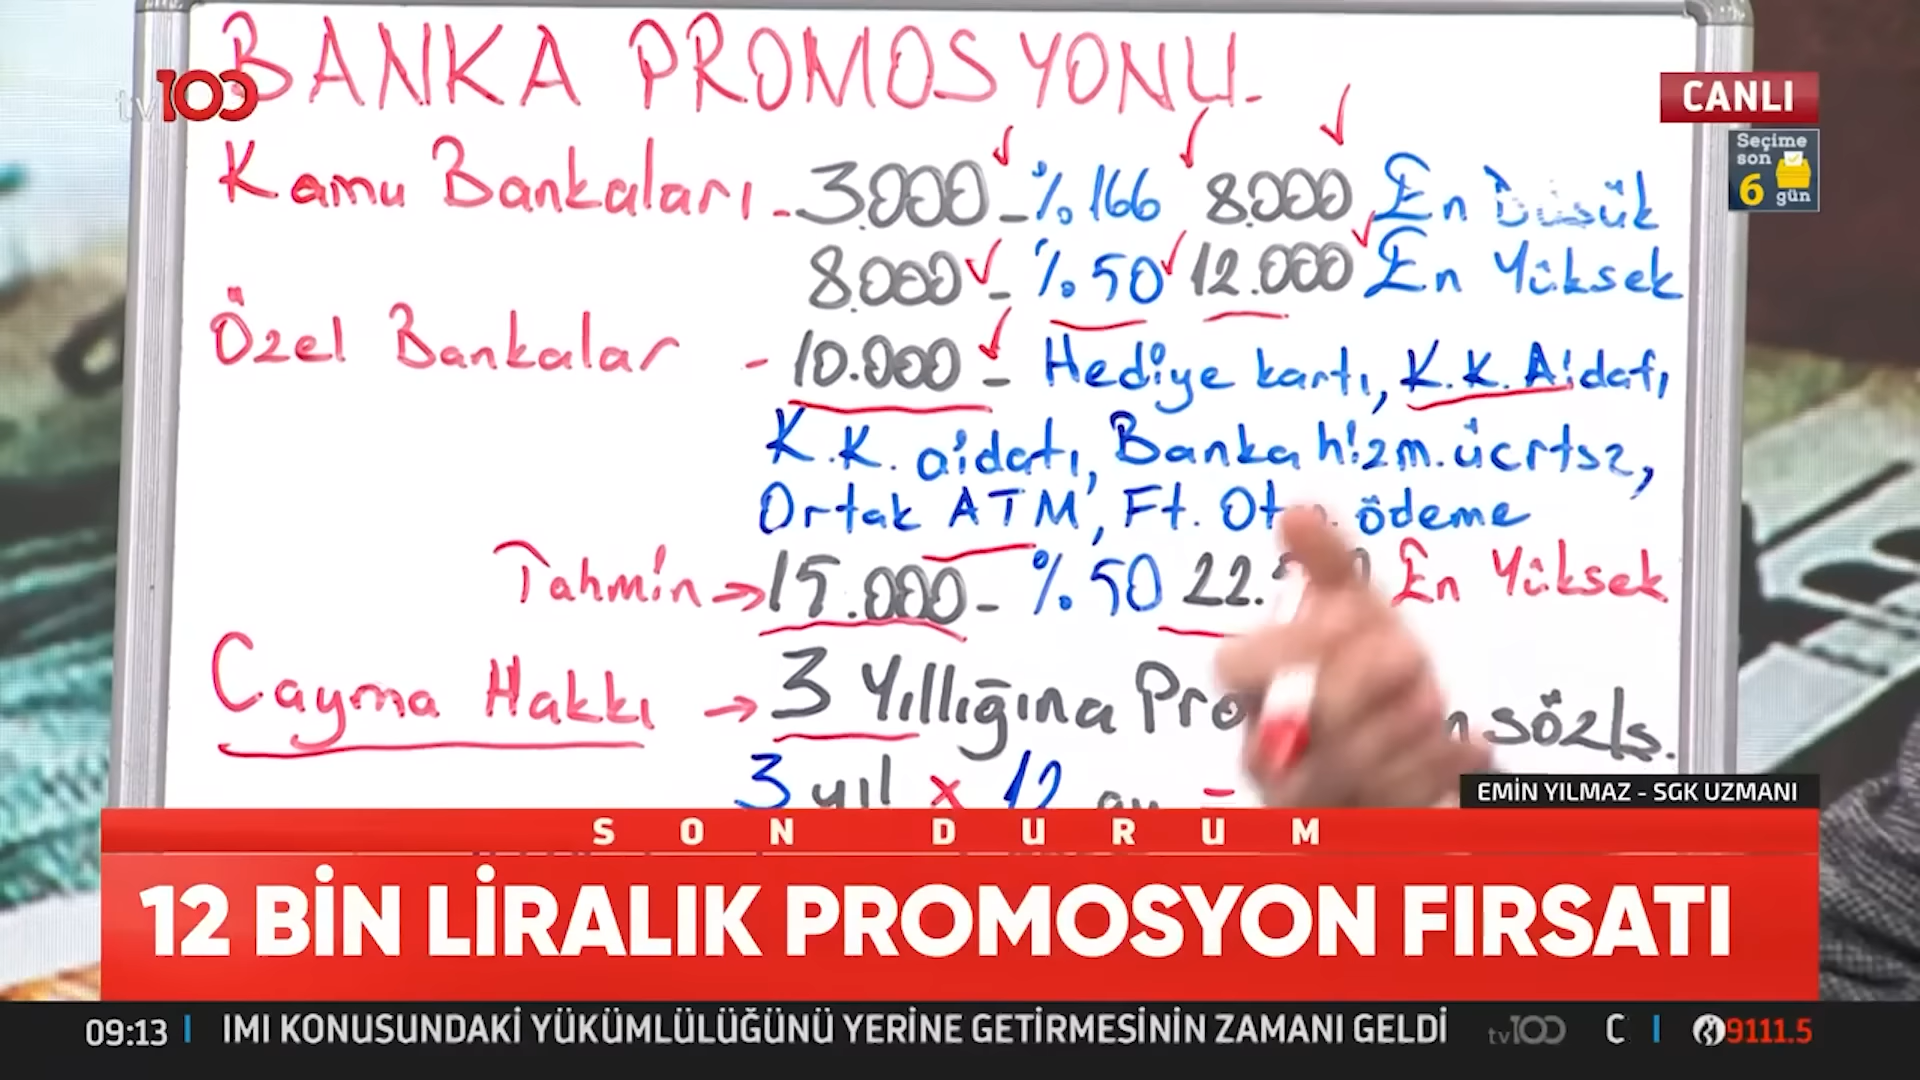 BANKA PROMOSYONU
tv100
CANLI
Seçime
son
6
gün
Kamu Bankaları - 3.000 - %166 8.000 En Düşük
8.000 - %50 12.000 En Yüksek
Özel Bankalar - 10.000 - Hediye kartı, K.K. Aidatı
K.K. aidatı, Banka hizm. ücrtsz,
Ortak ATM, Ft. ödeme
Tahmin → 15.000 - %50 22. En Yüksek
Cayma Hakkı → 3 Yıllığına Pro sözlş.
3 yıl x 12 ay =
EMİN YILMAZ - SGK UZMANI
SON DURUM
12 BİN LİRALIK PROMOSYON FIRSATI
09:13 IMI KONUSUNDAKİ YÜKÜMLÜLÜĞÜNÜ YERİNE GETİRMESİNİN ZAMANI GELDİ tv100 C 9111.5